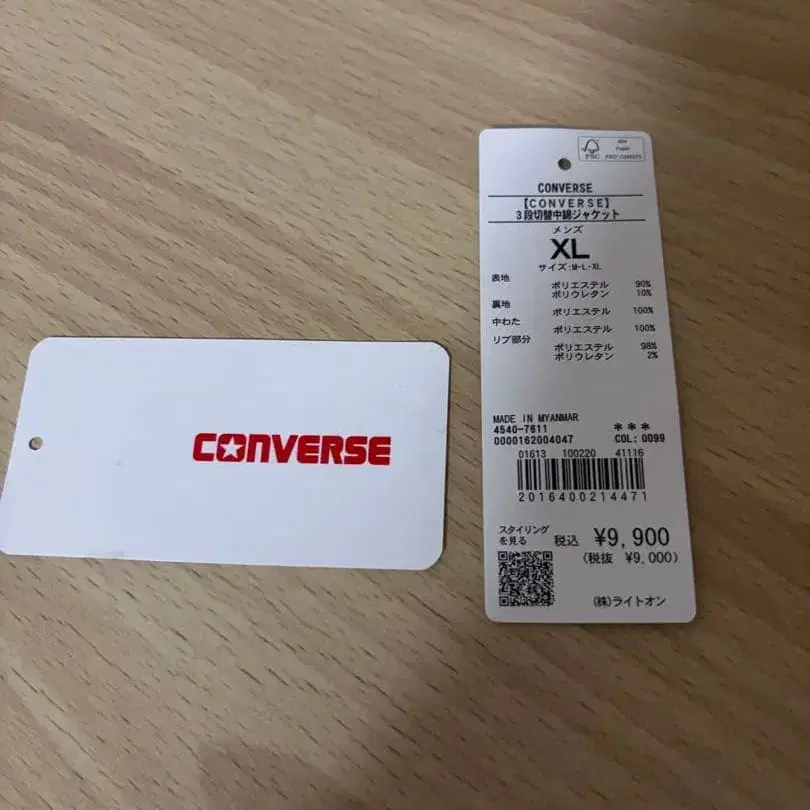 CONVERSE
FSC
CONVERSE
【CONVERSE】
3段切替中綿ジャケット
メンズ
XL
サイズ:M-L-XL
表地
ポリエステル 90%
ポリウレタン 10%
裏地
ポリエステル 100%
中わた
ポリエステル 100%
リブ部分
ポリエステル 98%
ポリウレタン 2%
MADE IN MYANMAR
4540-7611 ***
0000162004047 COL: 0099
01613 100220 41116
2016400214471
スタイリング
を見る
税込 ¥9,900
(税抜 ¥9,000)
(株)ライトオン